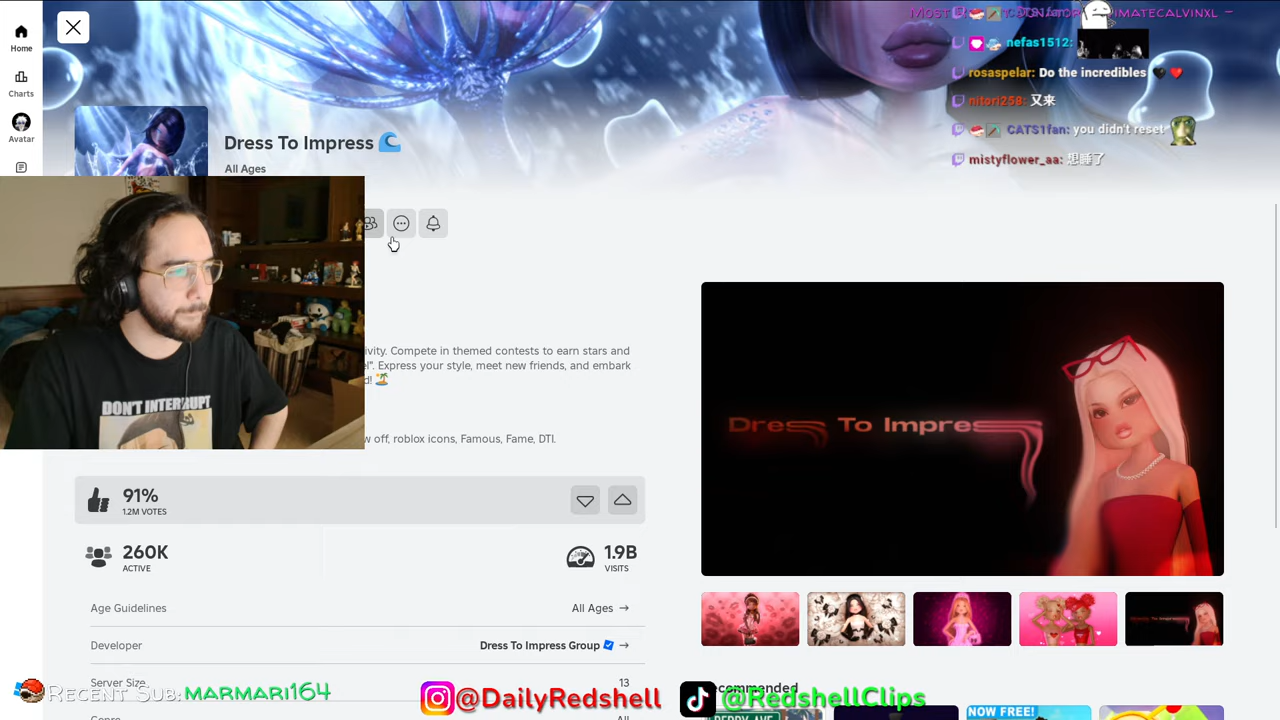 Home
Charts
Avatar
Dress To Impress
All Ages
nefas1512:
rosaspelar: Do the incredibles
nitori258: 又来
CATS1fan: you didn't reset
mistyflower_aa: 思睡了
DON'T INTERRUPT
ivity. Compete in themed contests to earn stars and
el". Express your style, meet new friends, and embark
d!
w off, roblox icons, Famous, Fame, DTI.
91%
1.2M VOTES
260K
ACTIVE
1.9B
VISITS
Age Guidelines
All Ages →
Developer
Dress To Impress Group →
Server Size
13
Genre
All
Dress To Impress
Recommended
NOW FREE!
Recent Sub: marmari164
@DailyRedshell
@RedshellClips